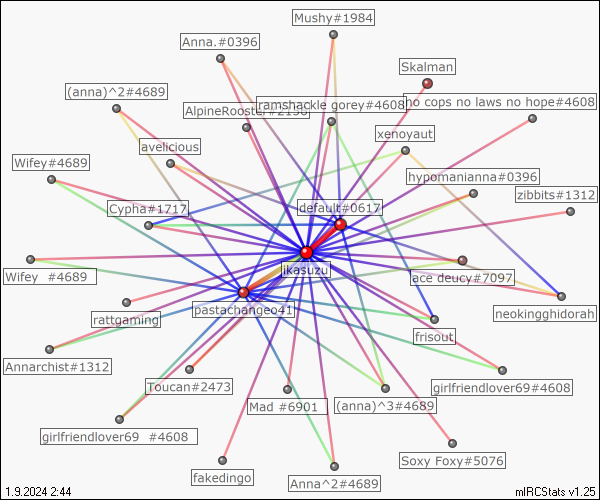 Mushy#1984
Anna.#0396
Skalman
(anna)^2#4689
AlpineRooster#2136
ramshackle gorey#4608
no cops no laws no hope#4608
xenoyaut
avelicious
Wifey#4689
hypomanianna#0396
zibbits#1312
Cypha#1717
default#0617
ikasuzu
Wifey  #4689
ace deucy#7097
pastachangeo41
neokingghidorah
rattgaming
frisout
Annarchist#1312
Toucan#2473
girlfriendlover69#4608
Mad #6901
(anna)^3#4689
girlfriendlover69  #4608
Soxy Foxy#5076
fakedingo
Anna^2#4689
1.9.2024 2:44
mIRCStats v1.25